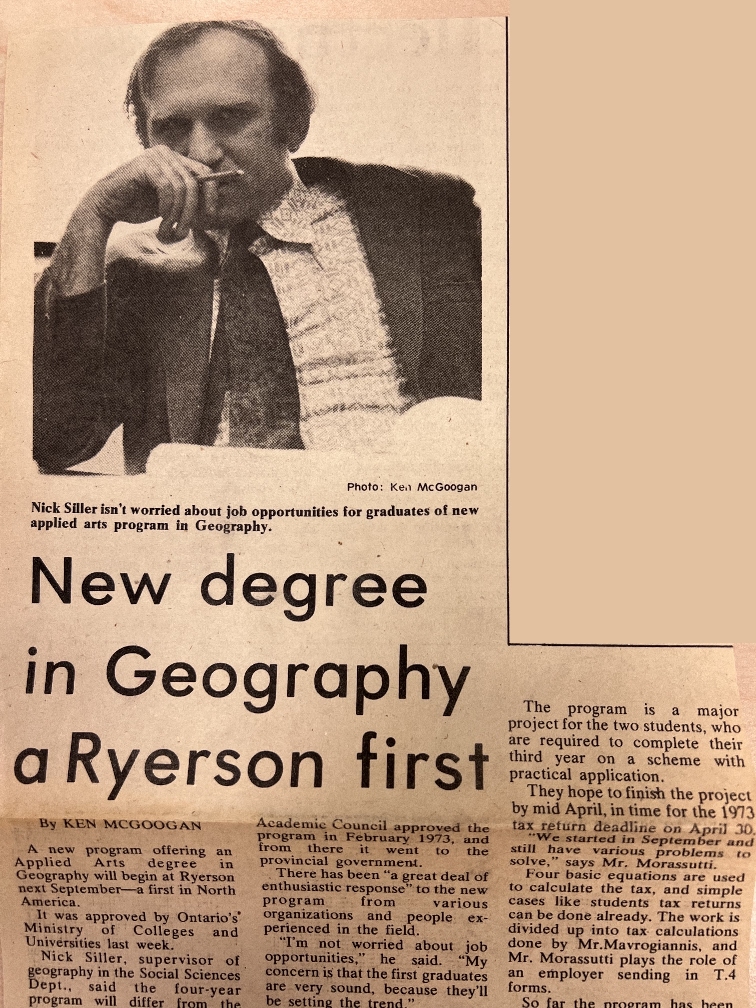 Photo: Ken McGoogan
Nick Siller isn't worried about job opportunities for graduates of new
applied arts program in Geography.
New degree
in Geography
a Ryerson first
By KEN MCGOOGAN
A new program offering an
Applied Arts degree in
Geography will begin at Ryerson
next September—a first in North
America.
It was approved by Ontario's
Ministry of Colleges and
Universities last week.
Nick Siller, supervisor of
geography in the Social Sciences
Dept., said the four-year
program will differ from the
Academic Council approved the
program in February 1973, and
from there it went to the
provincial government.
There has been "a great deal of
enthusiastic response" to the new
program from various
organizations and people ex-
perienced in the field.
"I'm not worried about job
opportunities," he said. "My
concern is that the first graduates
are very sound, because they'll
be setting the trend."
The program is a major
project for the two students, who
are required to complete their
third year on a scheme with
practical application.
They hope to finish the project
by mid April, in time for the 1973
tax return deadline on April 30.
"We started in September and
still have various problems to
solve," says Mr. Morassutti.
Four basic equations are used
to calculate the tax, and simple
cases like students tax returns
can be done already. The work is
divided up into tax calculations
done by Mr.Mavrogiannis, and
Mr. Morassutti plays the role of
an employer sending in T.4
forms.
So far the program has been